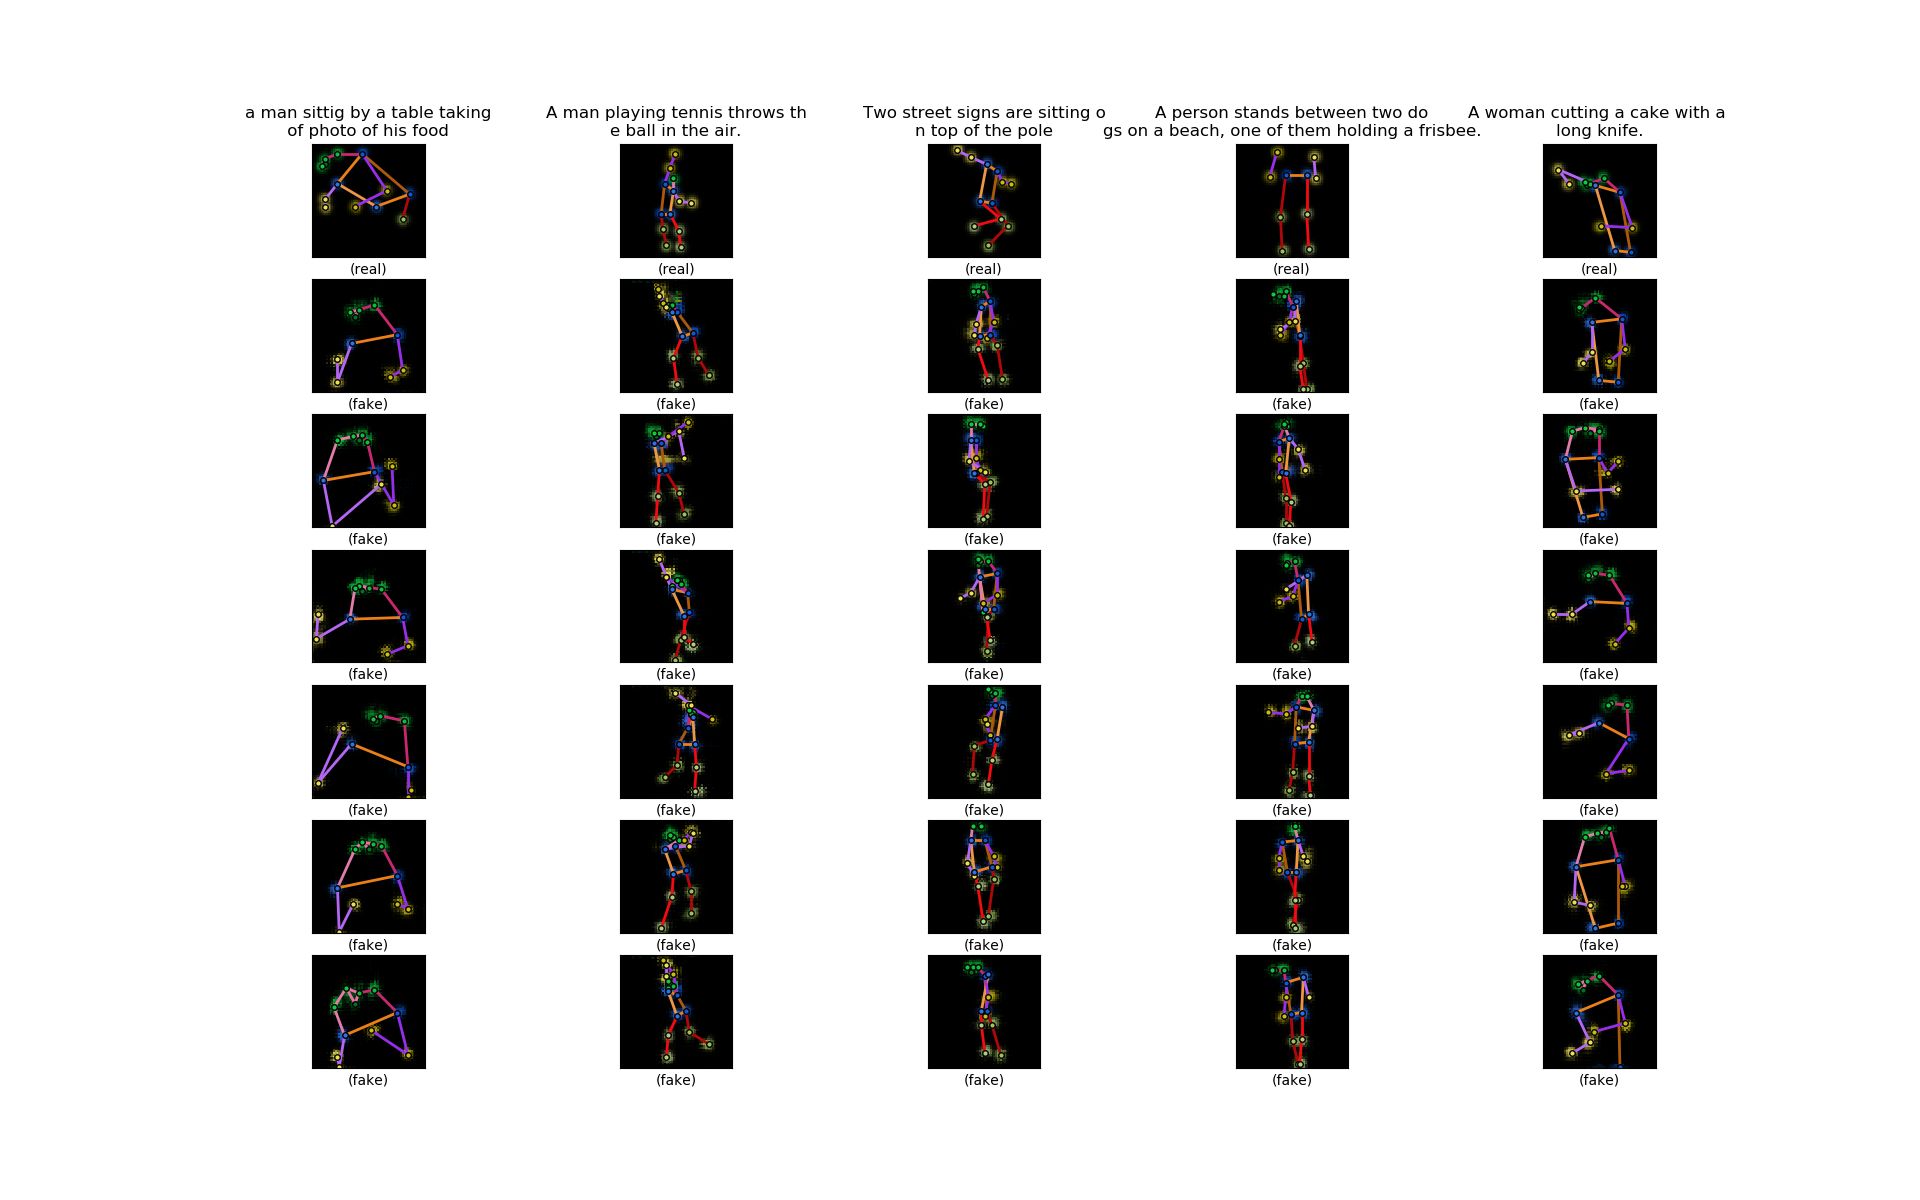 a man sittig by a table taking
of photo of his food
A man playing tennis throws th
e ball in the air.
Two street signs are sitting o
n top of the pole
A person stands between two do
gs on a beach, one of them holding a frisbee.
A woman cutting a cake with a
long knife.
(real) (real) (real) (real) (real)
(fake) (fake) (fake) (fake) (fake)
(fake) (fake) (fake) (fake) (fake)
(fake) (fake) (fake) (fake) (fake)
(fake) (fake) (fake) (fake) (fake)
(fake) (fake) (fake) (fake) (fake)
(fake) (fake) (fake) (fake) (fake)